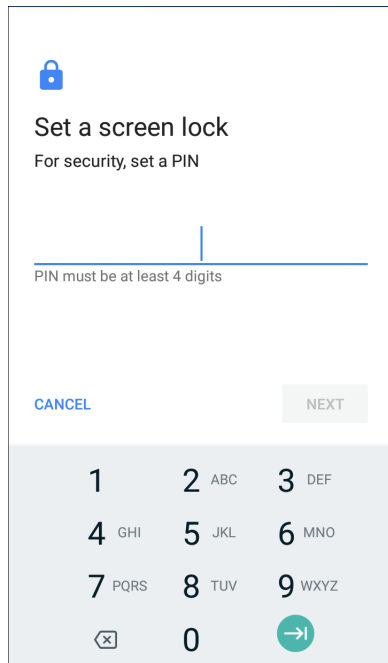 Set a screen lock
For security, set a PIN
PIN must be at least 4 digits
CANCEL NEXT
1 2 ABC 3 DEF
4 GHI 5 JKL 6 MNO
7 PQRS 8 TUV 9 WXYZ
0